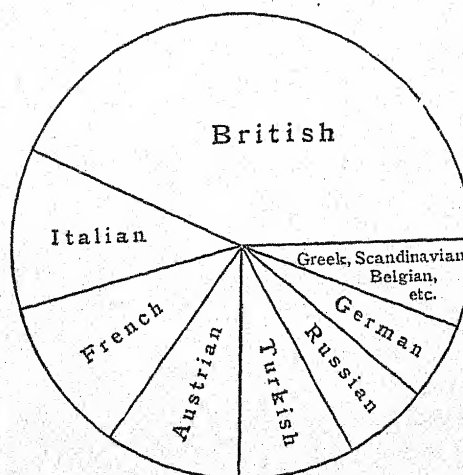 British
Italian
Greek, Scandinavian
Belgian,
etc.
German
French
Russian
Austrian
Turkish